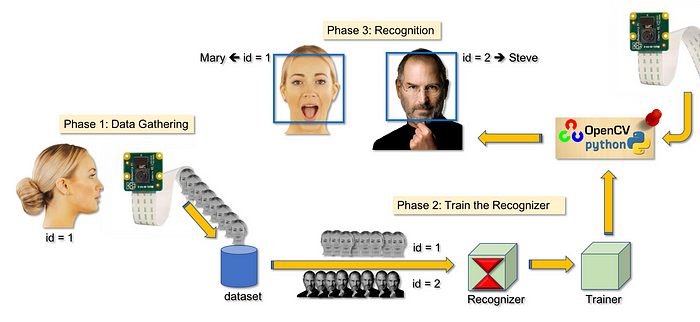 Phase 3: Recognition
Mary 🡸 id = 1
id = 2 🡺 Steve
Phase 1: Data Gathering
OpenCV
python
id = 1
Phase 2: Train the Recognizer
id = 1
id = 2
dataset
Recognizer
Trainer